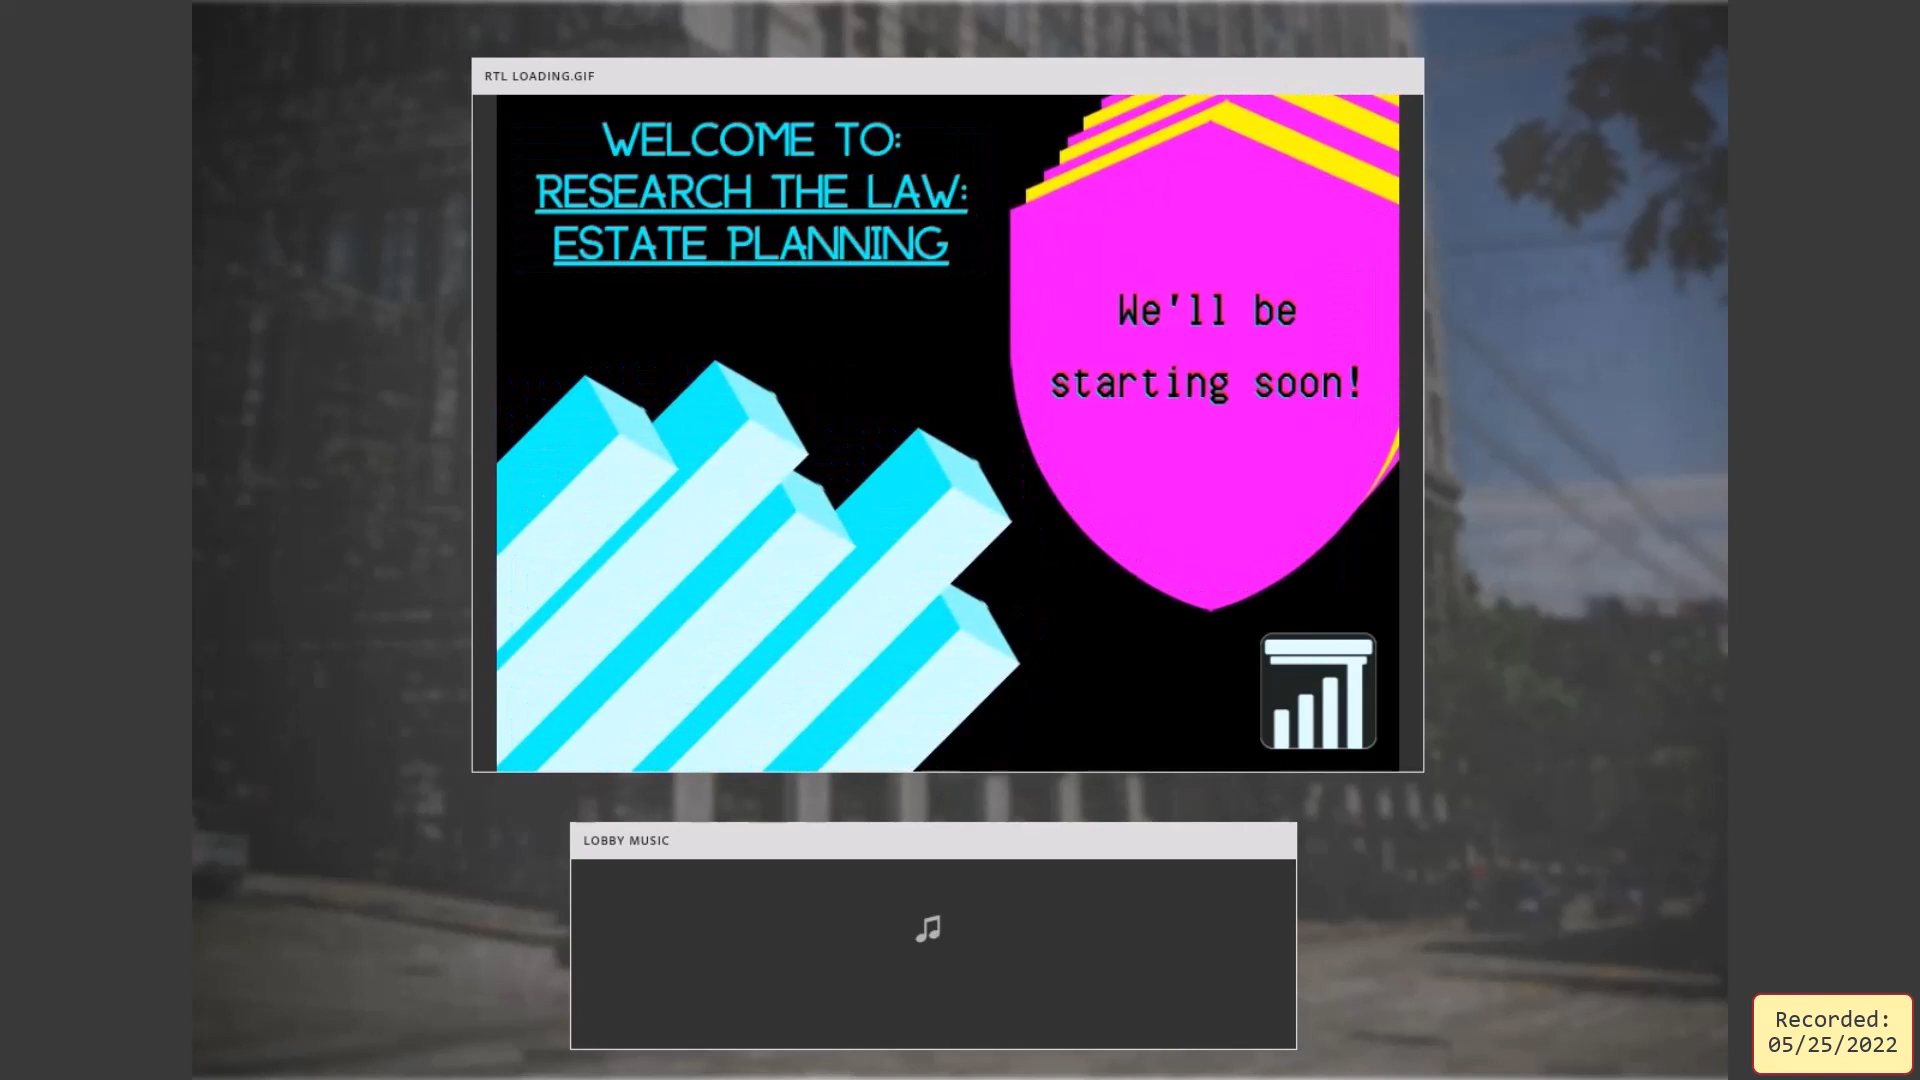 RTL LOADING.GIF
WELCOME TO:
RESEARCH THE LAW:
ESTATE PLANNING
We'll be
starting soon!
LOBBY MUSIC
Recorded:
05/25/2022